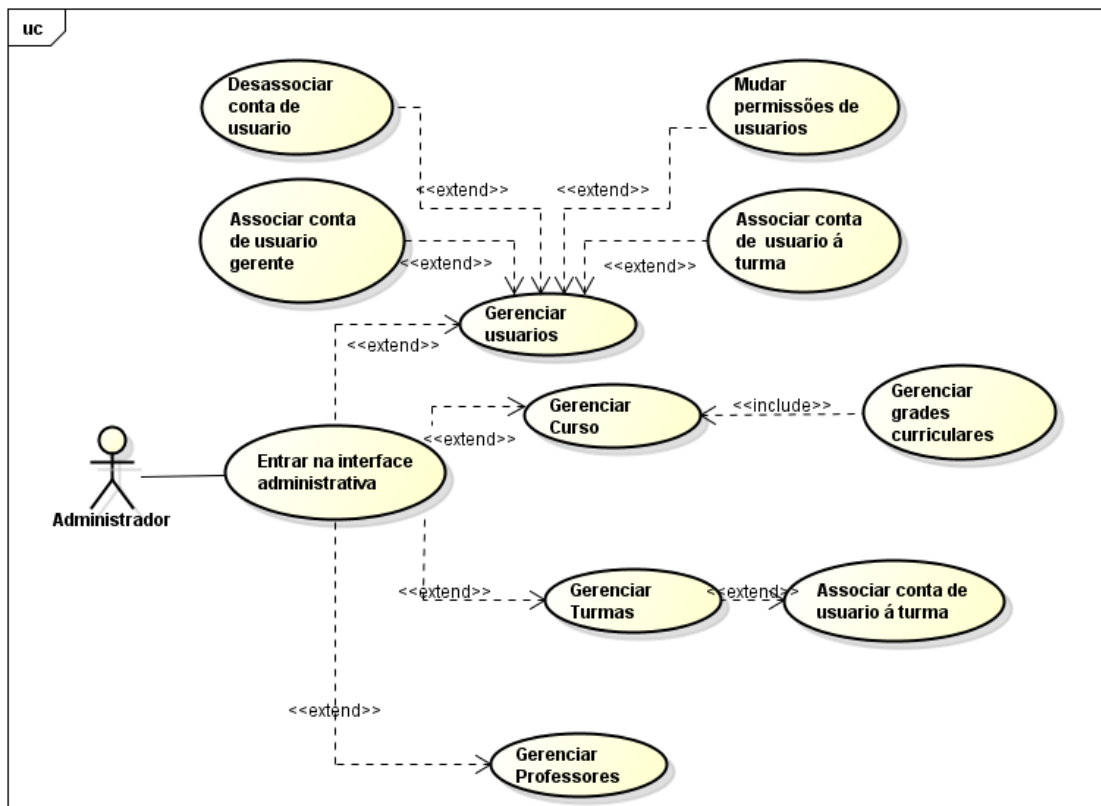 uc
Desassociar
conta de
usuario
Mudar
permissões de
usuarios
<<extend>>
<<extend>>
Associar conta
de usuario
gerente
Associar conta
de usuario á
turma
<<extend>>
<<extend>>
Gerenciar
usuarios
<<extend>>
Gerenciar
Curso
<<include>>
Gerenciar
grades
curriculares
<<extend>>
Entrar na interface
administrativa
Administrador
<<extend>>
Gerenciar
Turmas
<<extend>>
Associar conta de
usuario á turma
<<extend>>
Gerenciar
Professores